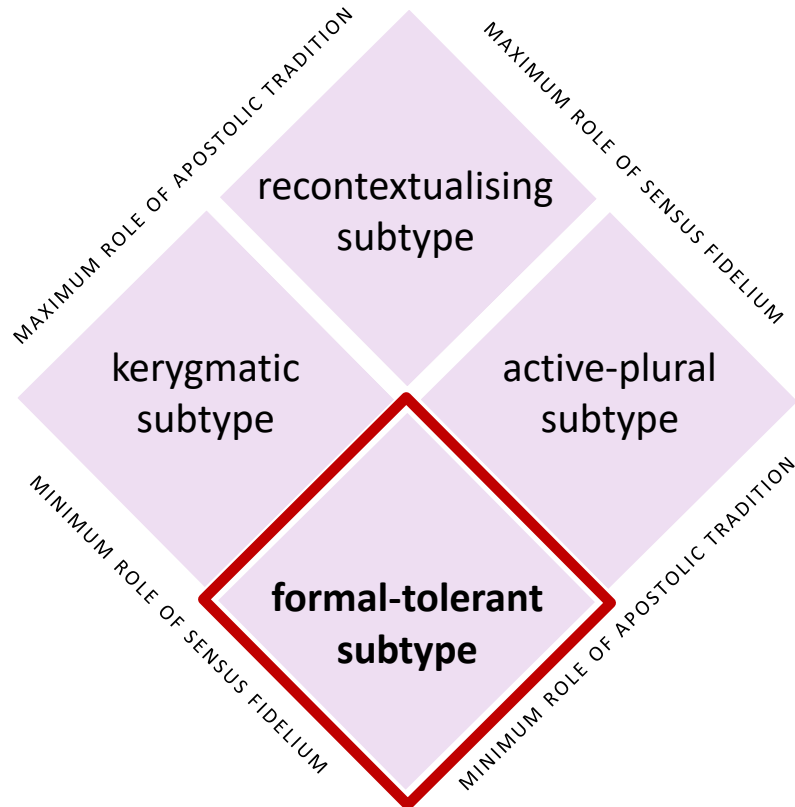 MAXIMUM ROLE OF APOSTOLIC TRADITION
MAXIMUM ROLE OF SENSUS FIDELIUM
recontextualising
subtype
kerygmatic
subtype
active-plural
subtype
formal-tolerant
subtype
MINIMUM ROLE OF SENSUS FIDELIUM
MINIMUM ROLE OF APOSTOLIC TRADITION